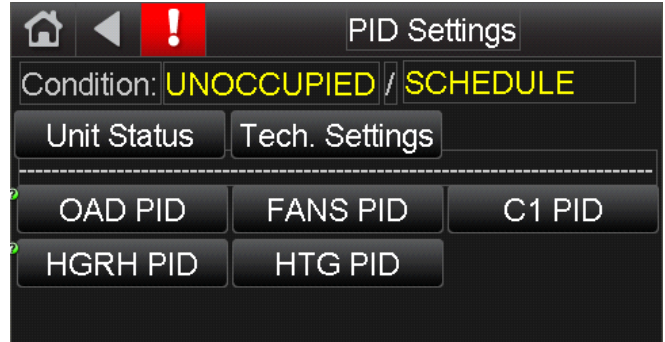 ! PID Settings
Condition: UNOCCUPIED / SCHEDULE
Unit Status Tech. Settings
--------------------------------------------------------------------------------
? OAD PID FANS PID C1 PID
? HGRH PID HTG PID